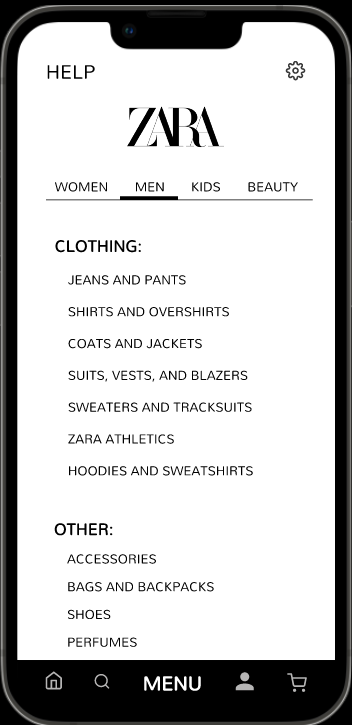 HELP
ZARA
WOMEN MEN KIDS BEAUTY
CLOTHING:
JEANS AND PANTS
SHIRTS AND OVERSHIRTS
COATS AND JACKETS
SUITS, VESTS, AND BLAZERS
SWEATERS AND TRACKSUITS
ZARA ATHLETICS
HOODIES AND SWEATSHIRTS
OTHER:
ACCESSORIES
BAGS AND BACKPACKS
SHOES
PERFUMES
MENU